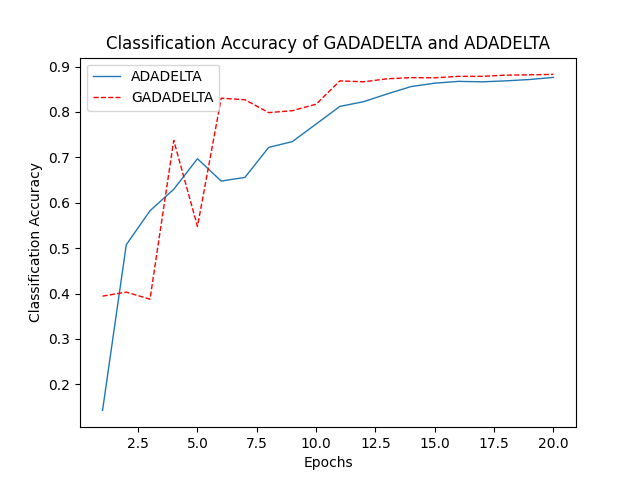 Classification Accuracy of GADADELTA and ADADELTA
ADADELTA
GADADELTA
Classification Accuracy
0.9
0.8
0.7
0.6
0.5
0.4
0.3
0.2
2.5 5.0 7.5 10.0 12.5 15.0 17.5 20.0
Epochs